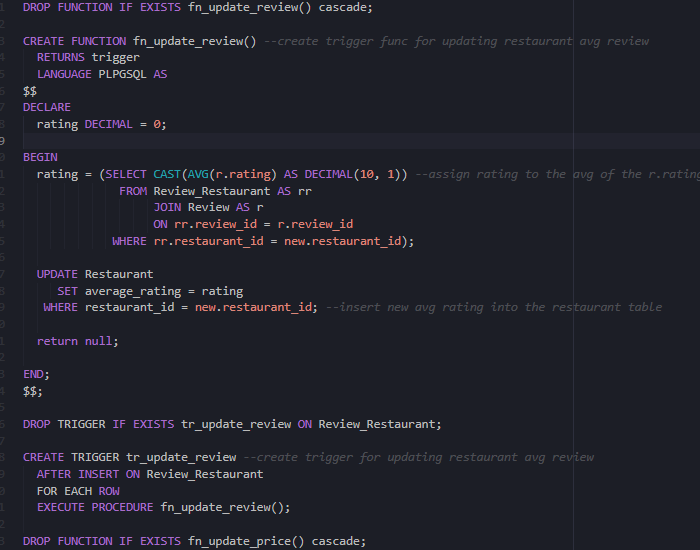 DROP FUNCTION IF EXISTS fn_update_review() cascade;
CREATE FUNCTION fn_update_review() --create trigger func for updating restaurant avg review
RETURNS trigger
LANGUAGE PLPGSQL AS
$$
DECLARE
rating DECIMAL = 0;
BEGIN
rating = (SELECT CAST(AVG(r.rating) AS DECIMAL(10, 1)) --assign rating to the avg of the r.rating
FROM Review_Restaurant AS rr
JOIN Review AS r
ON rr.review_id = r.review_id
WHERE rr.restaurant_id = new.restaurant_id);
UPDATE Restaurant
SET average_rating = rating
WHERE restaurant_id = new.restaurant_id; --insert new avg rating into the restaurant table
return null;
END;
$$;
DROP TRIGGER IF EXISTS tr_update_review ON Review_Restaurant;
CREATE TRIGGER tr_update_review --create trigger for updating restaurant avg review
AFTER INSERT ON Review_Restaurant
FOR EACH ROW
EXECUTE PROCEDURE fn_update_review();
DROP FUNCTION IF EXISTS fn_update_price() cascade;